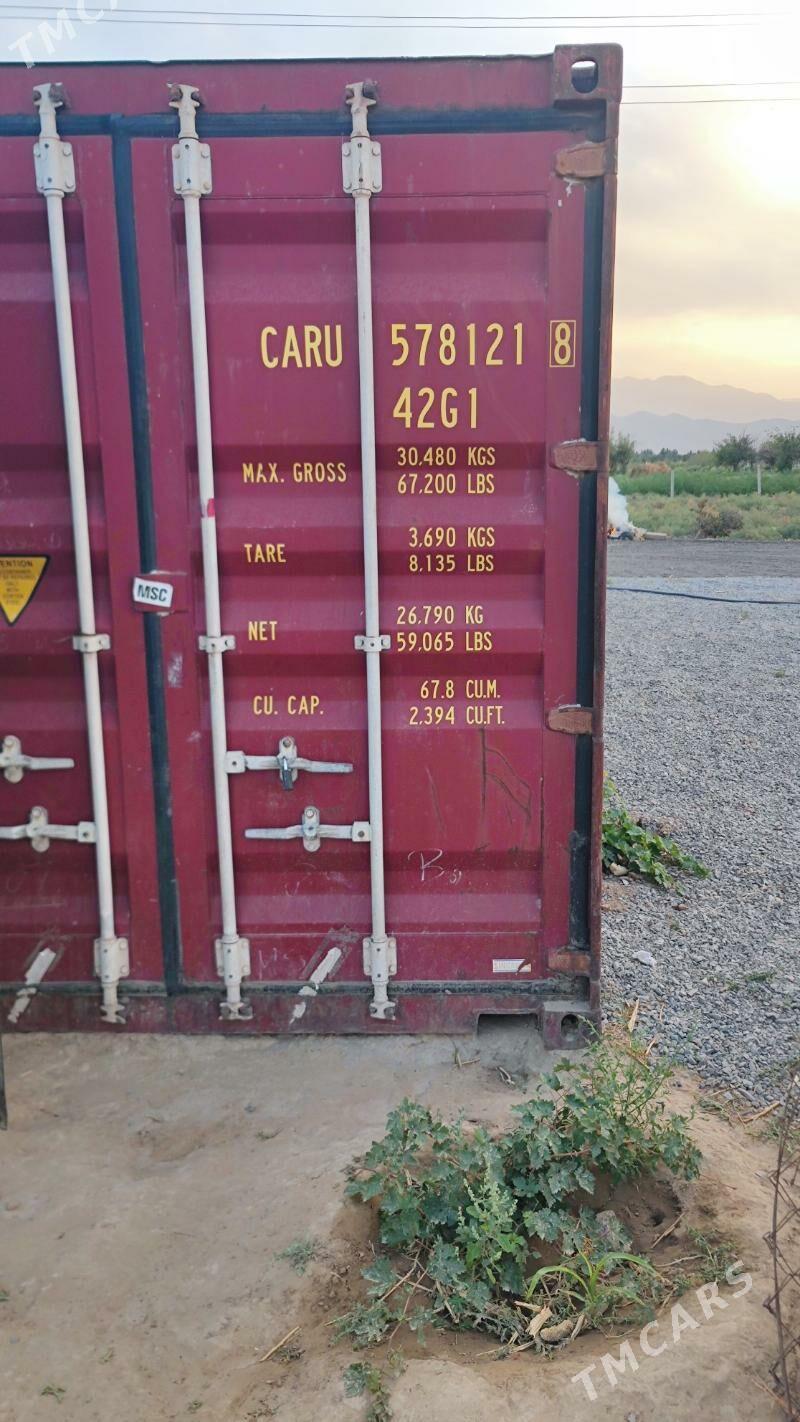 TMCARS
CARU 578121 8
42G1
MAX. GROSS 30,480 KGS
67,200 LBS
TARE 3,690 KGS
8,135 LBS
MSC
NET 26,790 KG
59,065 LBS
CU. CAP. 67.8 CU.M.
2,394 CU.FT.
TMCARS